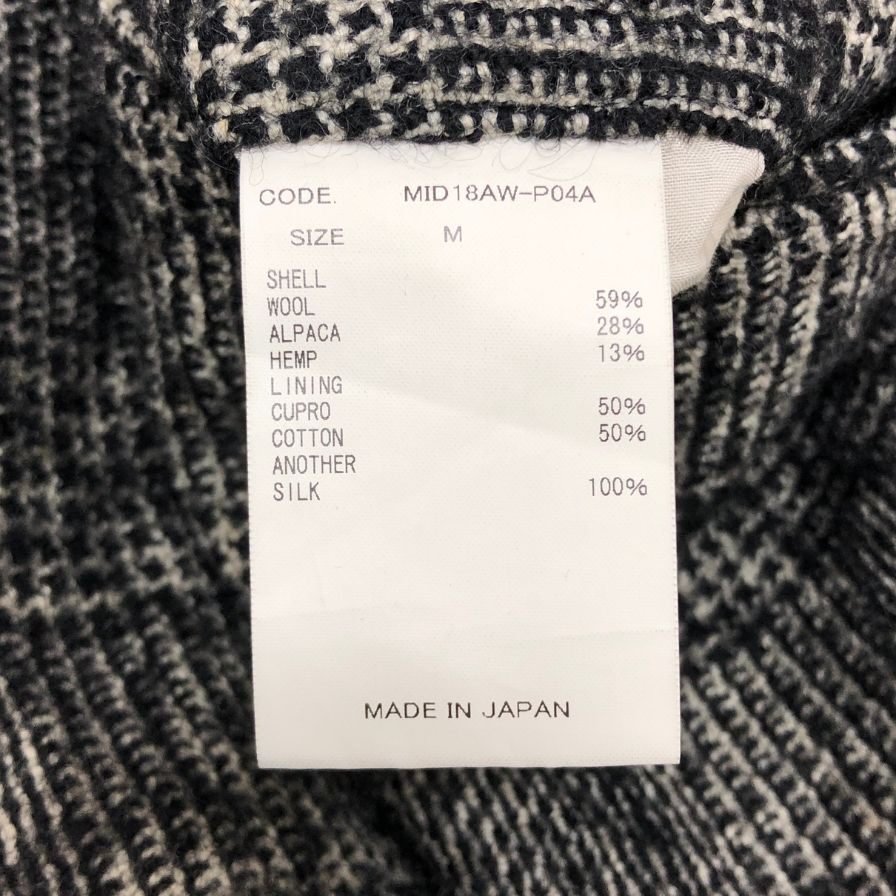 CODE. MID18AW-P04A
SIZE M
SHELL
WOOL 59%
ALPACA 28%
HEMP 13%
LINING
CUPRO 50%
COTTON 50%
ANOTHER
SILK 100%
MADE IN JAPAN